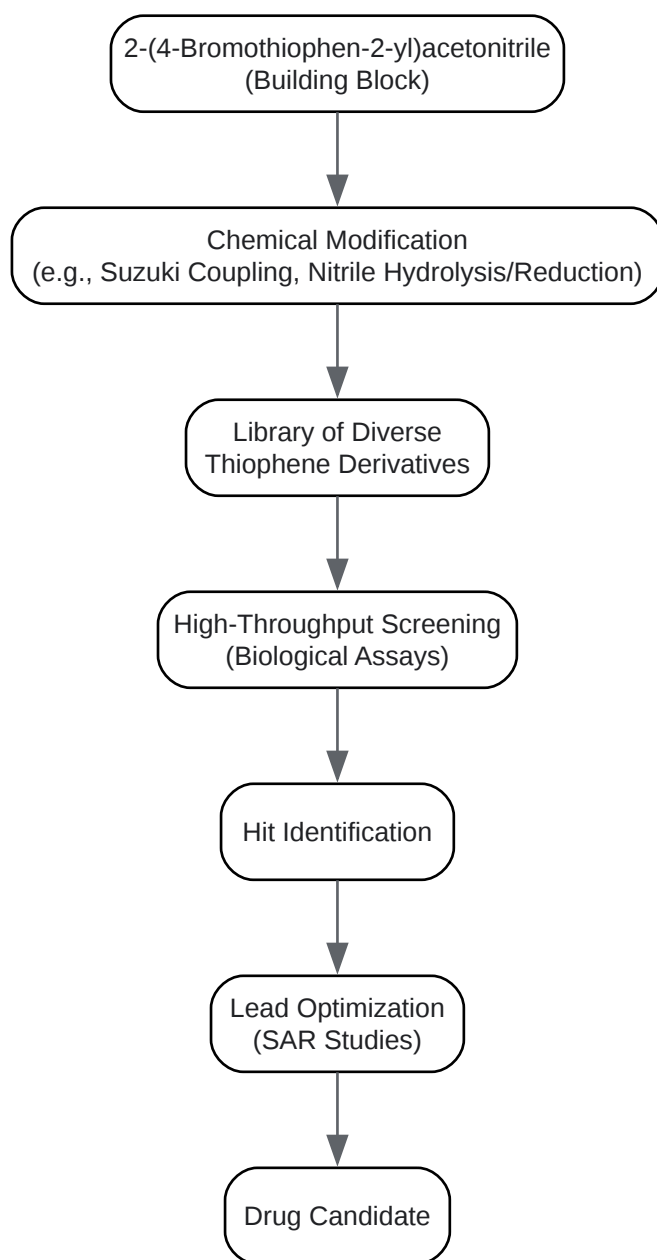 2-(4-Bromothiophen-2-yl)acetonitrile
(Building Block)
Chemical Modification
(e.g., Suzuki Coupling, Nitrile Hydrolysis/Reduction)
Library of Diverse
Thiophene Derivatives
High-Throughput Screening
(Biological Assays)
Hit Identification
Lead Optimization
(SAR Studies)
Drug Candidate